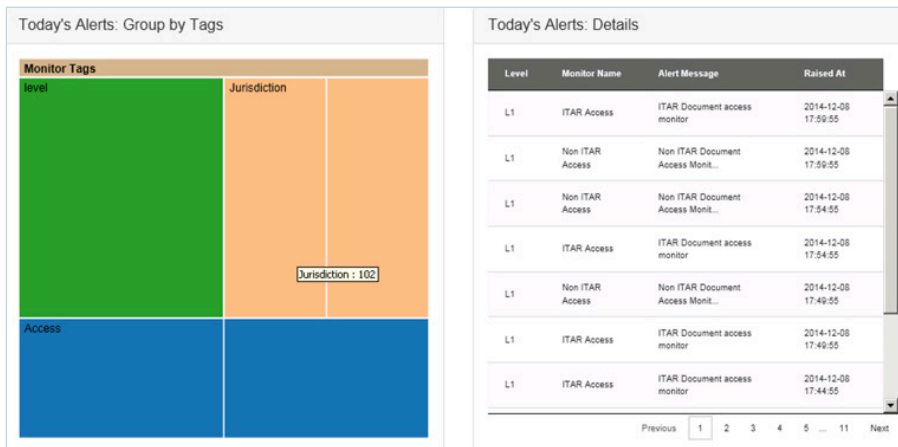 Today's Alerts: Group by Tags
Monitor Tags
level
Jurisdiction
Jurisdiction : 102
Access
Today's Alerts: Details
Level Monitor Name Alert Message Raised At
L1 ITAR Access ITAR Document access 2014-12-08
monitor 17:59:55
L1 Non ITAR Non ITAR Document 2014-12-08
Access Access Monit... 17:59:55
L1 Non ITAR Non ITAR Document 2014-12-08
Access Access Monit... 17:54:55
L1 ITAR Access ITAR Document access 2014-12-08
monitor 17:54:55
L1 Non ITAR Non ITAR Document 2014-12-08
Access Access Monit... 17:49:55
L1 ITAR Access ITAR Document access 2014-12-08
monitor 17:49:55
L1 ITAR Access ITAR Document access 2014-12-08
monitor 17:44:55
Previous 1 2 3 4 5 ... 11 Next